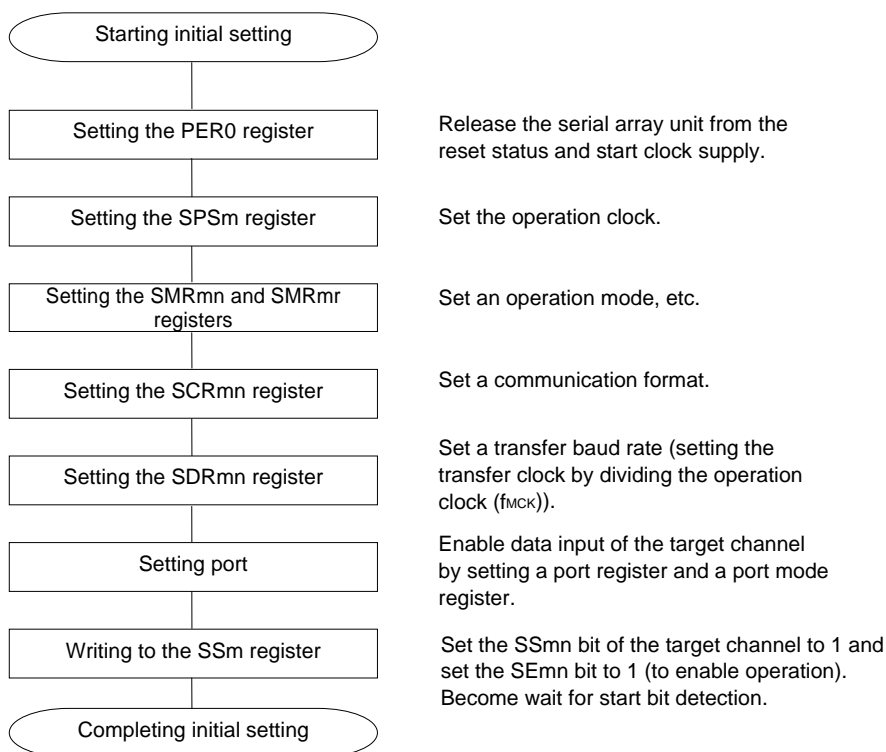 Starting initial setting
Setting the PER0 register
Release the serial array unit from the
reset status and start clock supply.
Setting the SPSm register
Set the operation clock.
Setting the SMRmn and SMRmr
registers
Set an operation mode, etc.
Setting the SCRmn register
Set a communication format.
Setting the SDRmn register
Set a transfer baud rate (setting the
transfer clock by dividing the operation
clock (fMCK)).
Setting port
Enable data input of the target channel
by setting a port register and a port mode
register.
Writing to the SSm register
Set the SSmn bit of the target channel to 1 and
set the SEmn bit to 1 (to enable operation).
Become wait for start bit detection.
Completing initial setting